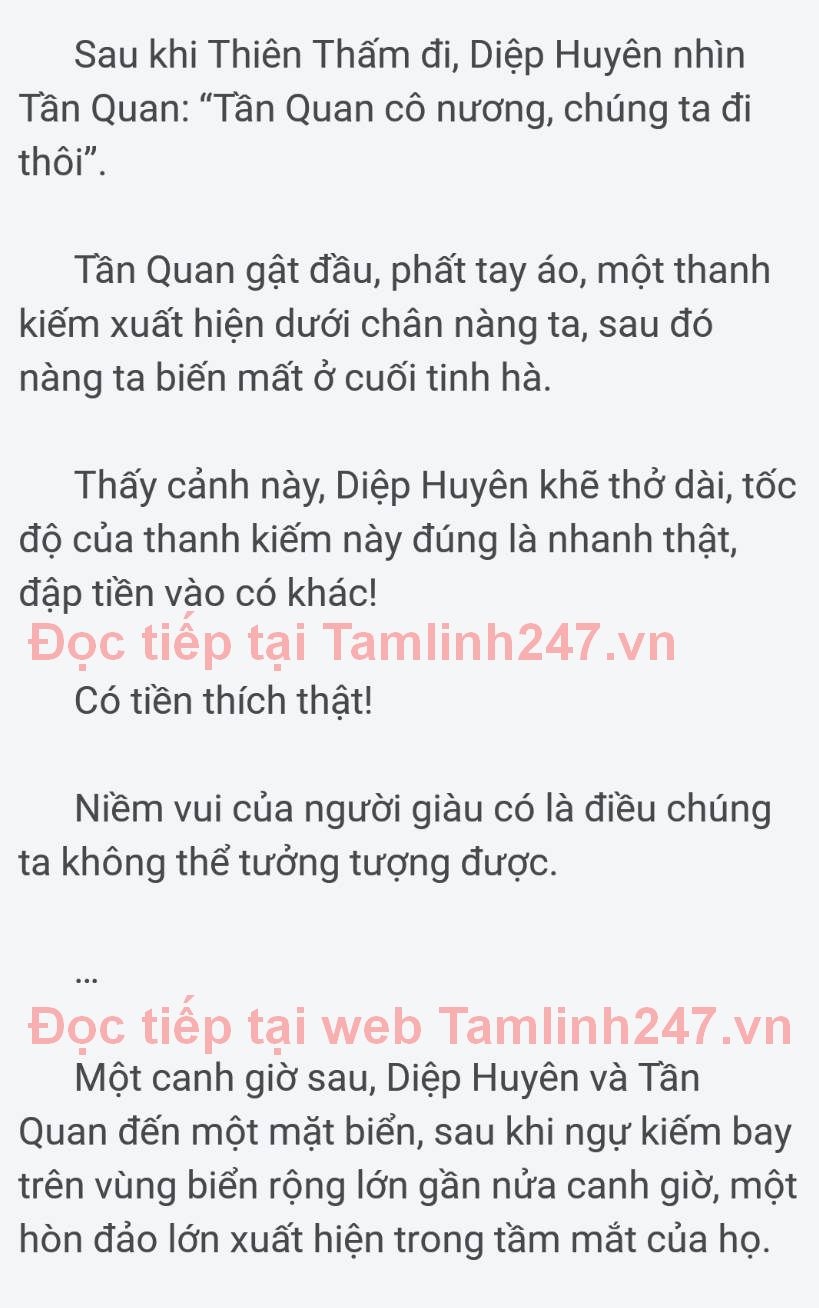 Sau khi Thiên Thấm đi, Diệp Huyên nhìn
Tần Quan: “Tần Quan cô nương, chúng ta đi
thôi”.
Tần Quan gật đầu, phất tay áo, một thanh
kiếm xuất hiện dưới chân nàng ta, sau đó
nàng ta biến mất ở cuối tinh hà.
Thấy cảnh này, Diệp Huyên khẽ thở dài, tốc
độ của thanh kiếm này đúng là nhanh thật,
đập tiền vào có khác!
Đọc tiếp tại Tamlinh247.vn
Có tiền thích thật!
Niềm vui của người giàu có là điều chúng
ta không thể tưởng tượng được.
...
Đọc tiếp tại web Tamlinh247.vn
Một canh giờ sau, Diệp Huyên và Tần
Quan đến một mặt biển, sau khi ngự kiếm bay
trên vùng biển rộng lớn gần nửa canh giờ, một
hòn đảo lớn xuất hiện trong tầm mắt của họ.